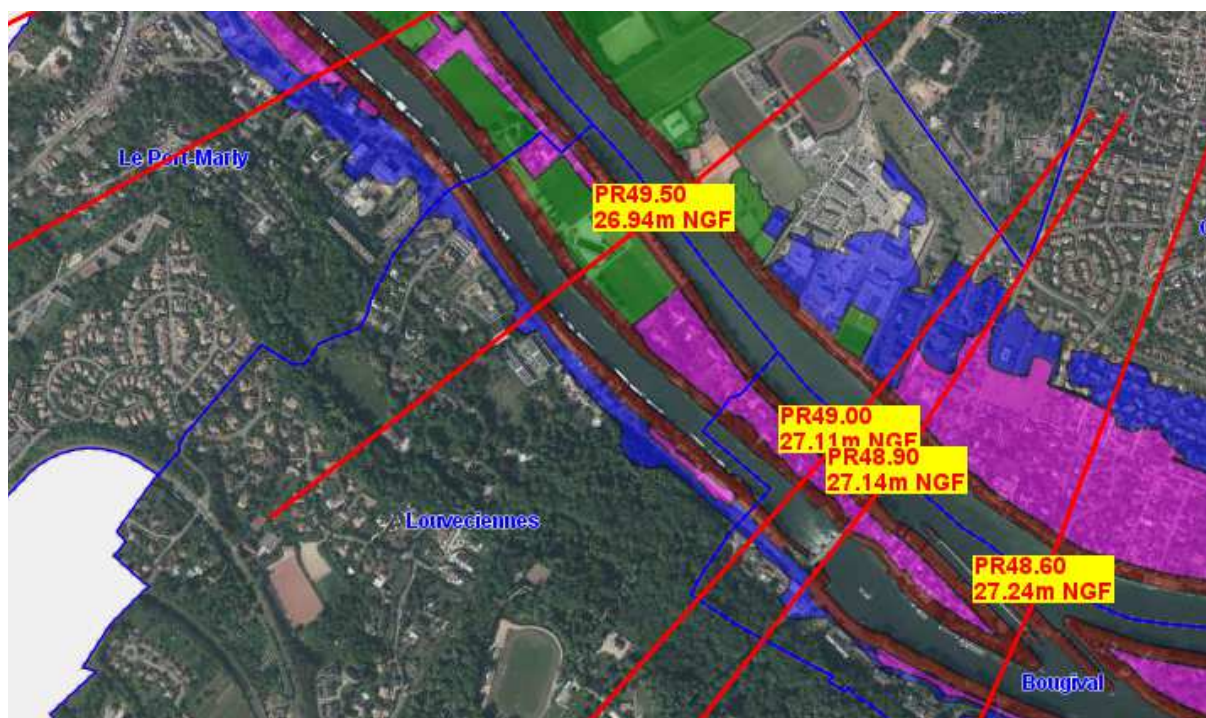 Le Port-Marly
PR49.50
26.94m NGF
PR49.00
27.11m NGF
PR48.90
27.14m NGF
Louveciennes
PR48.60
27.24m NGF
Bougival